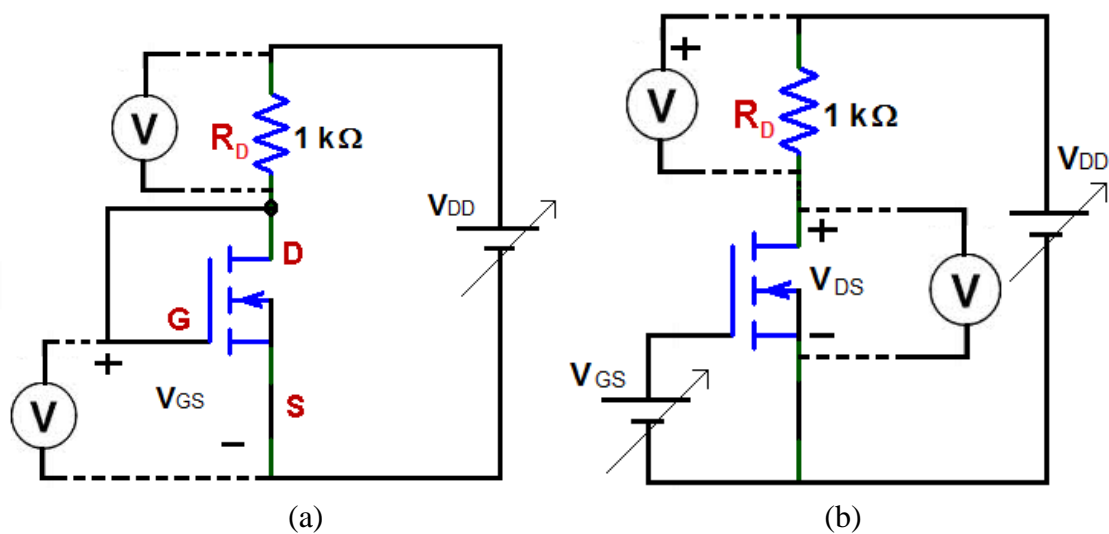 V
R_D
1 kΩ
V_DD
D
G
+
V
V_GS
S
−
(a)
+
V
R_D
1 kΩ
V_DD
+
V_DS
V
−
V_GS
(b)